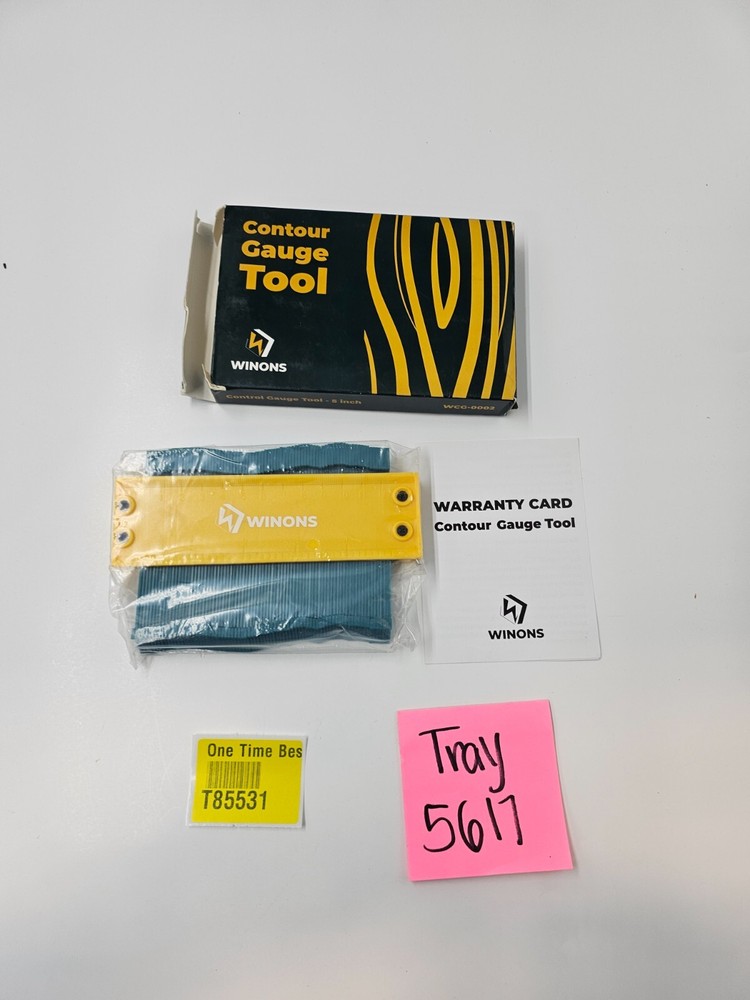 Contour
Gauge
Tool
WINONS
Control Gauge Tool - 5 inch
WCG-0002
WINONS
WARRANTY CARD
Contour Gauge Tool
WINONS
One Time Bes
T85531
Tray
5617